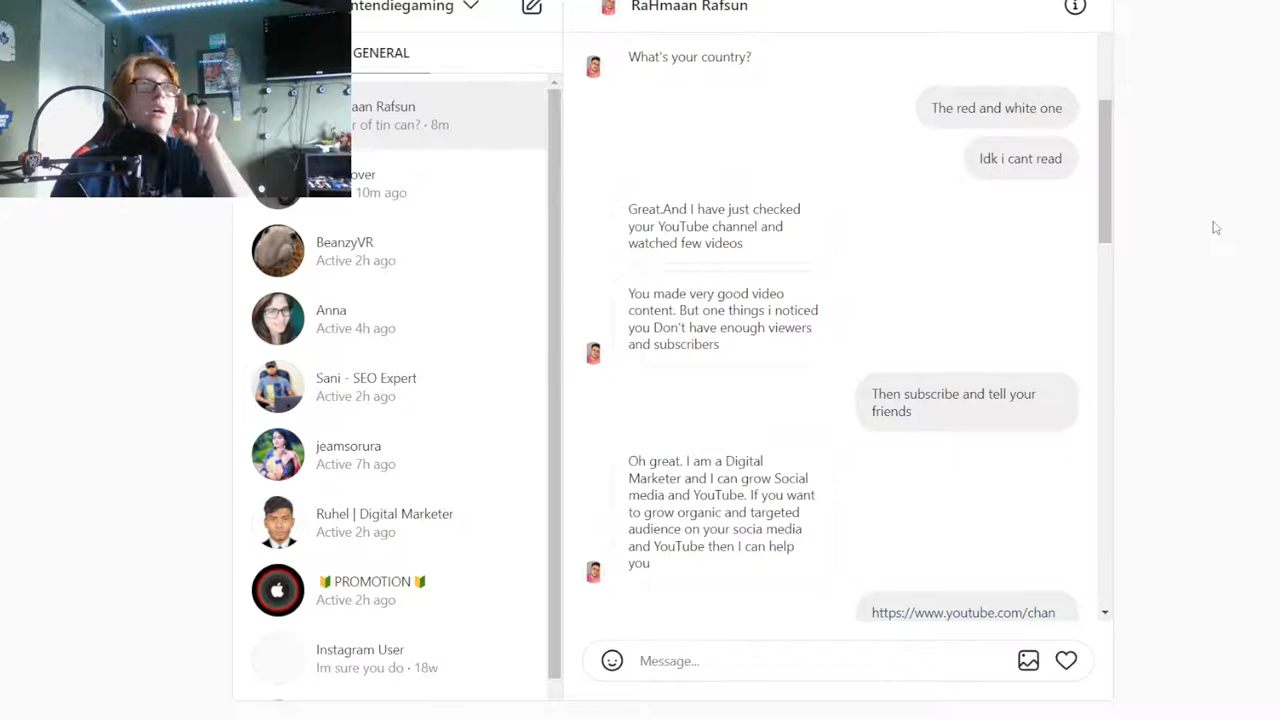 ntendiegaming
GENERAL
aan Rafsun
r of tin can? · 8m
over
10m ago
BeanzyVR
Active 2h ago
Anna
Active 4h ago
Sani - SEO Expert
Active 2h ago
jeamsorura
Active 7h ago
Ruhel | Digital Marketer
Active 2h ago
🔰PROMOTION🔰
Active 2h ago
Instagram User
Im sure you do · 18w
RaHmaan Rafsun
What's your country?
The red and white one
Idk i cant read
Great.And I have just checked
your YouTube channel and
watched few videos
You made very good video
content. But one things i noticed
you Don't have enough viewers
and subscribers
Then subscribe and tell your
friends
Oh great. I am a Digital
Marketer and I can grow Social
media and YouTube. If you want
to grow organic and targeted
audience on your socia media
and YouTube then I can help
you
https://www.youtube.com/chan
Message...